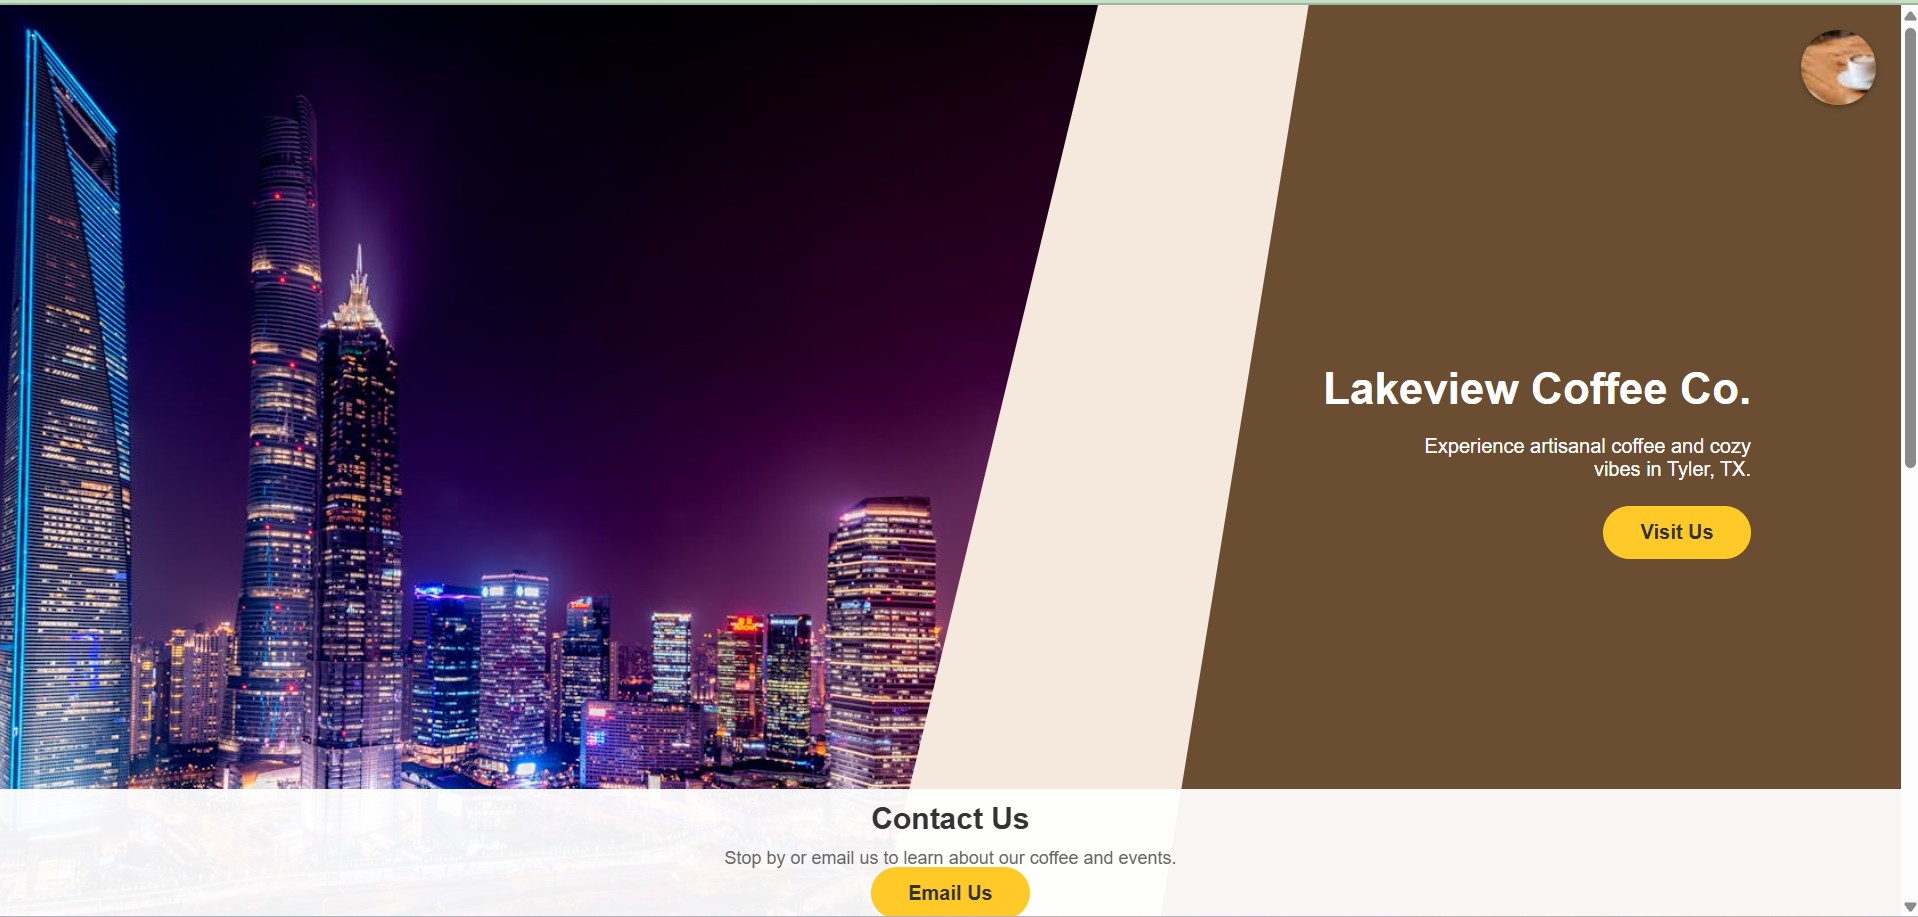 Lakeview Coffee Co.
Experience artisanal coffee and cozy
vibes in Tyler, TX.
Visit Us
Contact Us
Stop by or email us to learn about our coffee and events.
Email Us